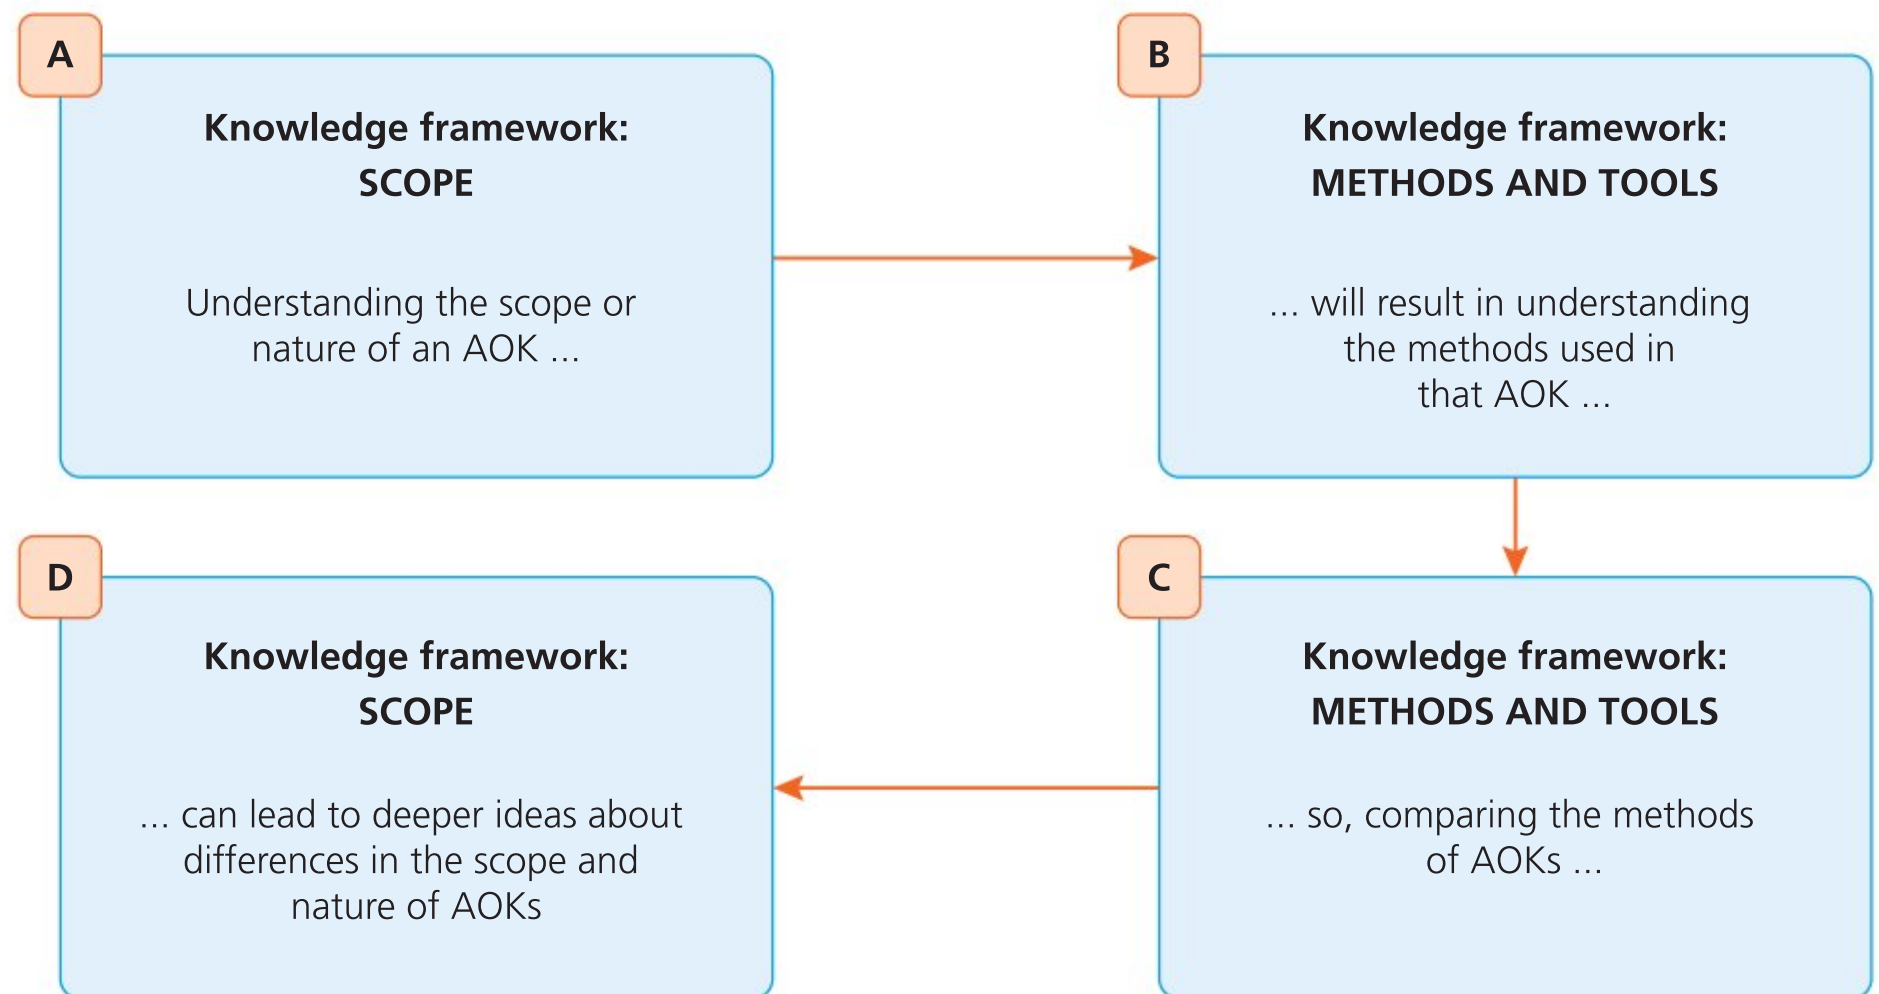 A
Knowledge framework:
SCOPE
Understanding the scope or
nature of an AOK ...
B
Knowledge framework:
METHODS AND TOOLS
... will result in understanding
the methods used in
that AOK ...
C
Knowledge framework:
METHODS AND TOOLS
... so, comparing the methods
of AOKs ...
D
Knowledge framework:
SCOPE
... can lead to deeper ideas about
differences in the scope and
nature of AOKs